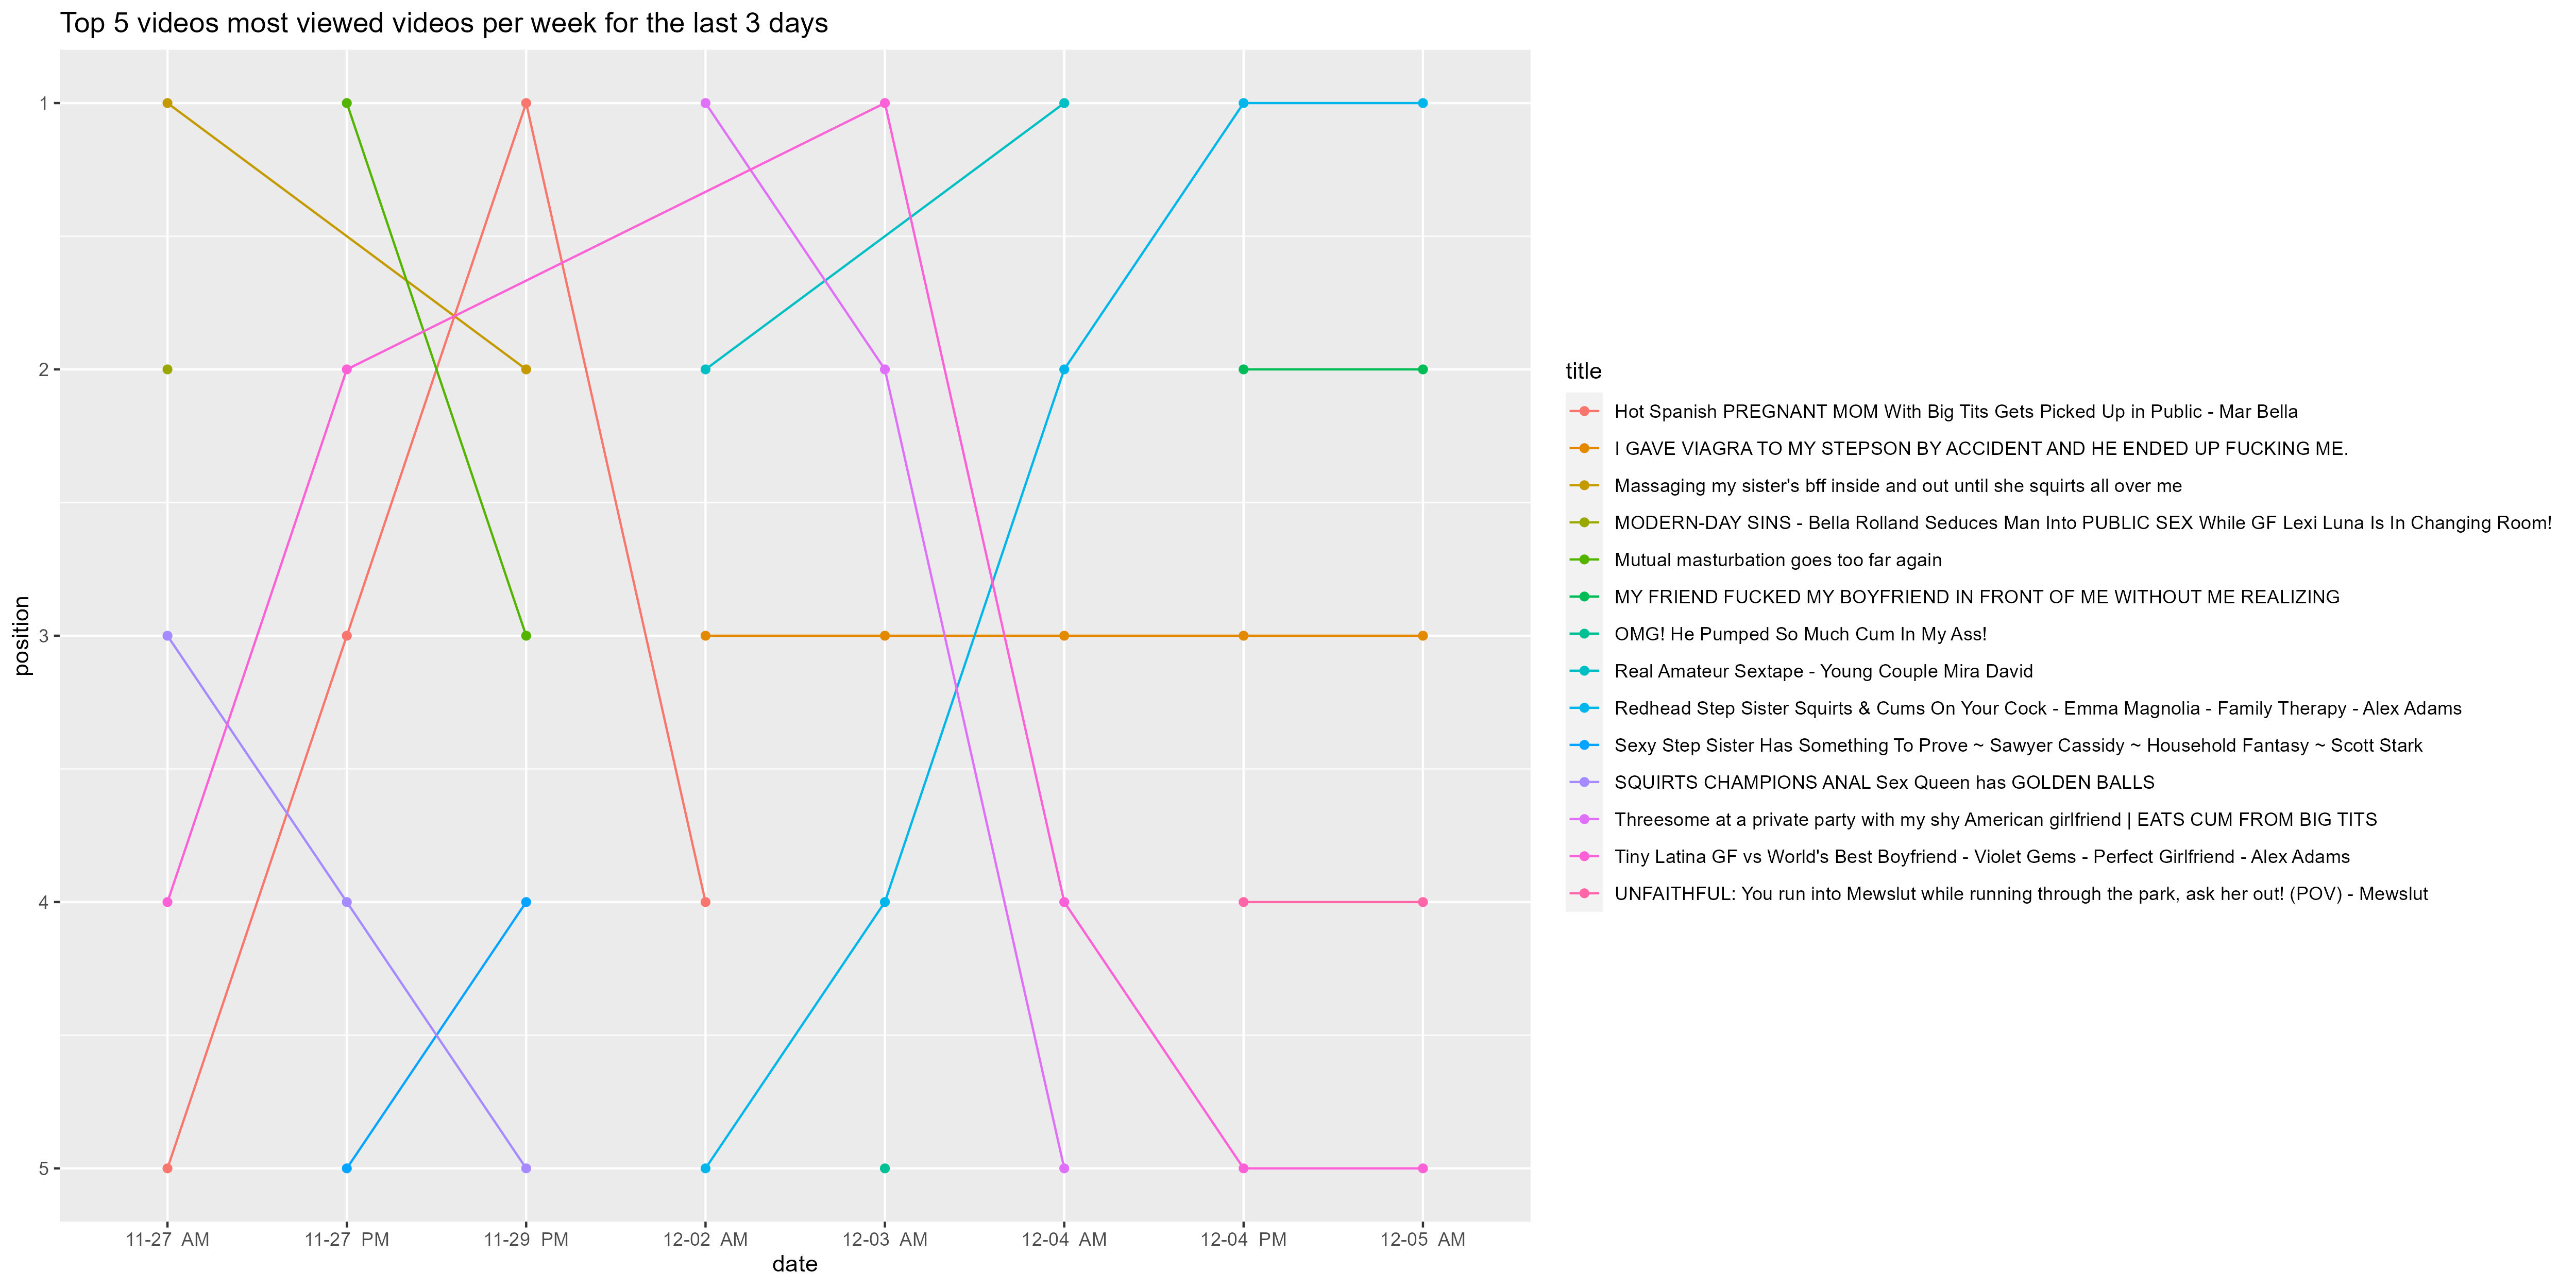 Top 5 videos most viewed videos per week for the last 3 days
position
1
2
3
4
5
11-27 AM
11-27 PM
11-29 PM
12-02 AM
12-03 AM
12-04 AM
12-04 PM
12-05 AM
date
title
Hot Spanish PREGNANT MOM With Big Tits Gets Picked Up in Public - Mar Bella
I GAVE VIAGRA TO MY STEPSON BY ACCIDENT AND HE ENDED UP FUCKING ME.
Massaging my sister's bff inside and out until she squirts all over me
MODERN-DAY SINS - Bella Rolland Seduces Man Into PUBLIC SEX While GF Lexi Luna Is In Changing Room!
Mutual masturbation goes too far again
MY FRIEND FUCKED MY BOYFRIEND IN FRONT OF ME WITHOUT ME REALIZING
OMG! He Pumped So Much Cum In My Ass!
Real Amateur Sextape - Young Couple Mira David
Redhead Step Sister Squirts & Cums On Your Cock - Emma Magnolia - Family Therapy - Alex Adams
Sexy Step Sister Has Something To Prove ~ Sawyer Cassidy ~ Household Fantasy ~ Scott Stark
SQUIRTS CHAMPIONS ANAL Sex Queen has GOLDEN BALLS
Threesome at a private party with my shy American girlfriend | EATS CUM FROM BIG TITS
Tiny Latina GF vs World's Best Boyfriend - Violet Gems - Perfect Girlfriend - Alex Adams
UNFAITHFUL: You run into Mewslut while running through the park, ask her out! (POV) - Mewslut